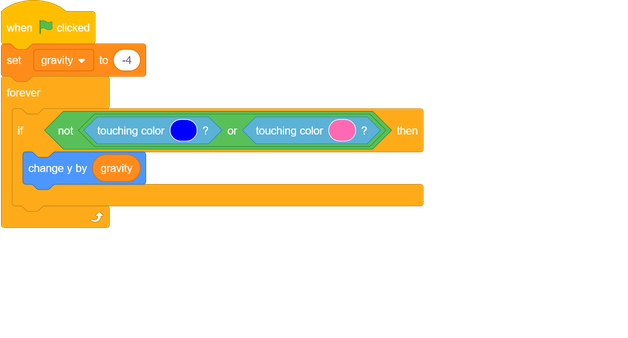 when clicked
set gravity to -4
forever
if not touching color ? or touching color ? then
change y by gravity